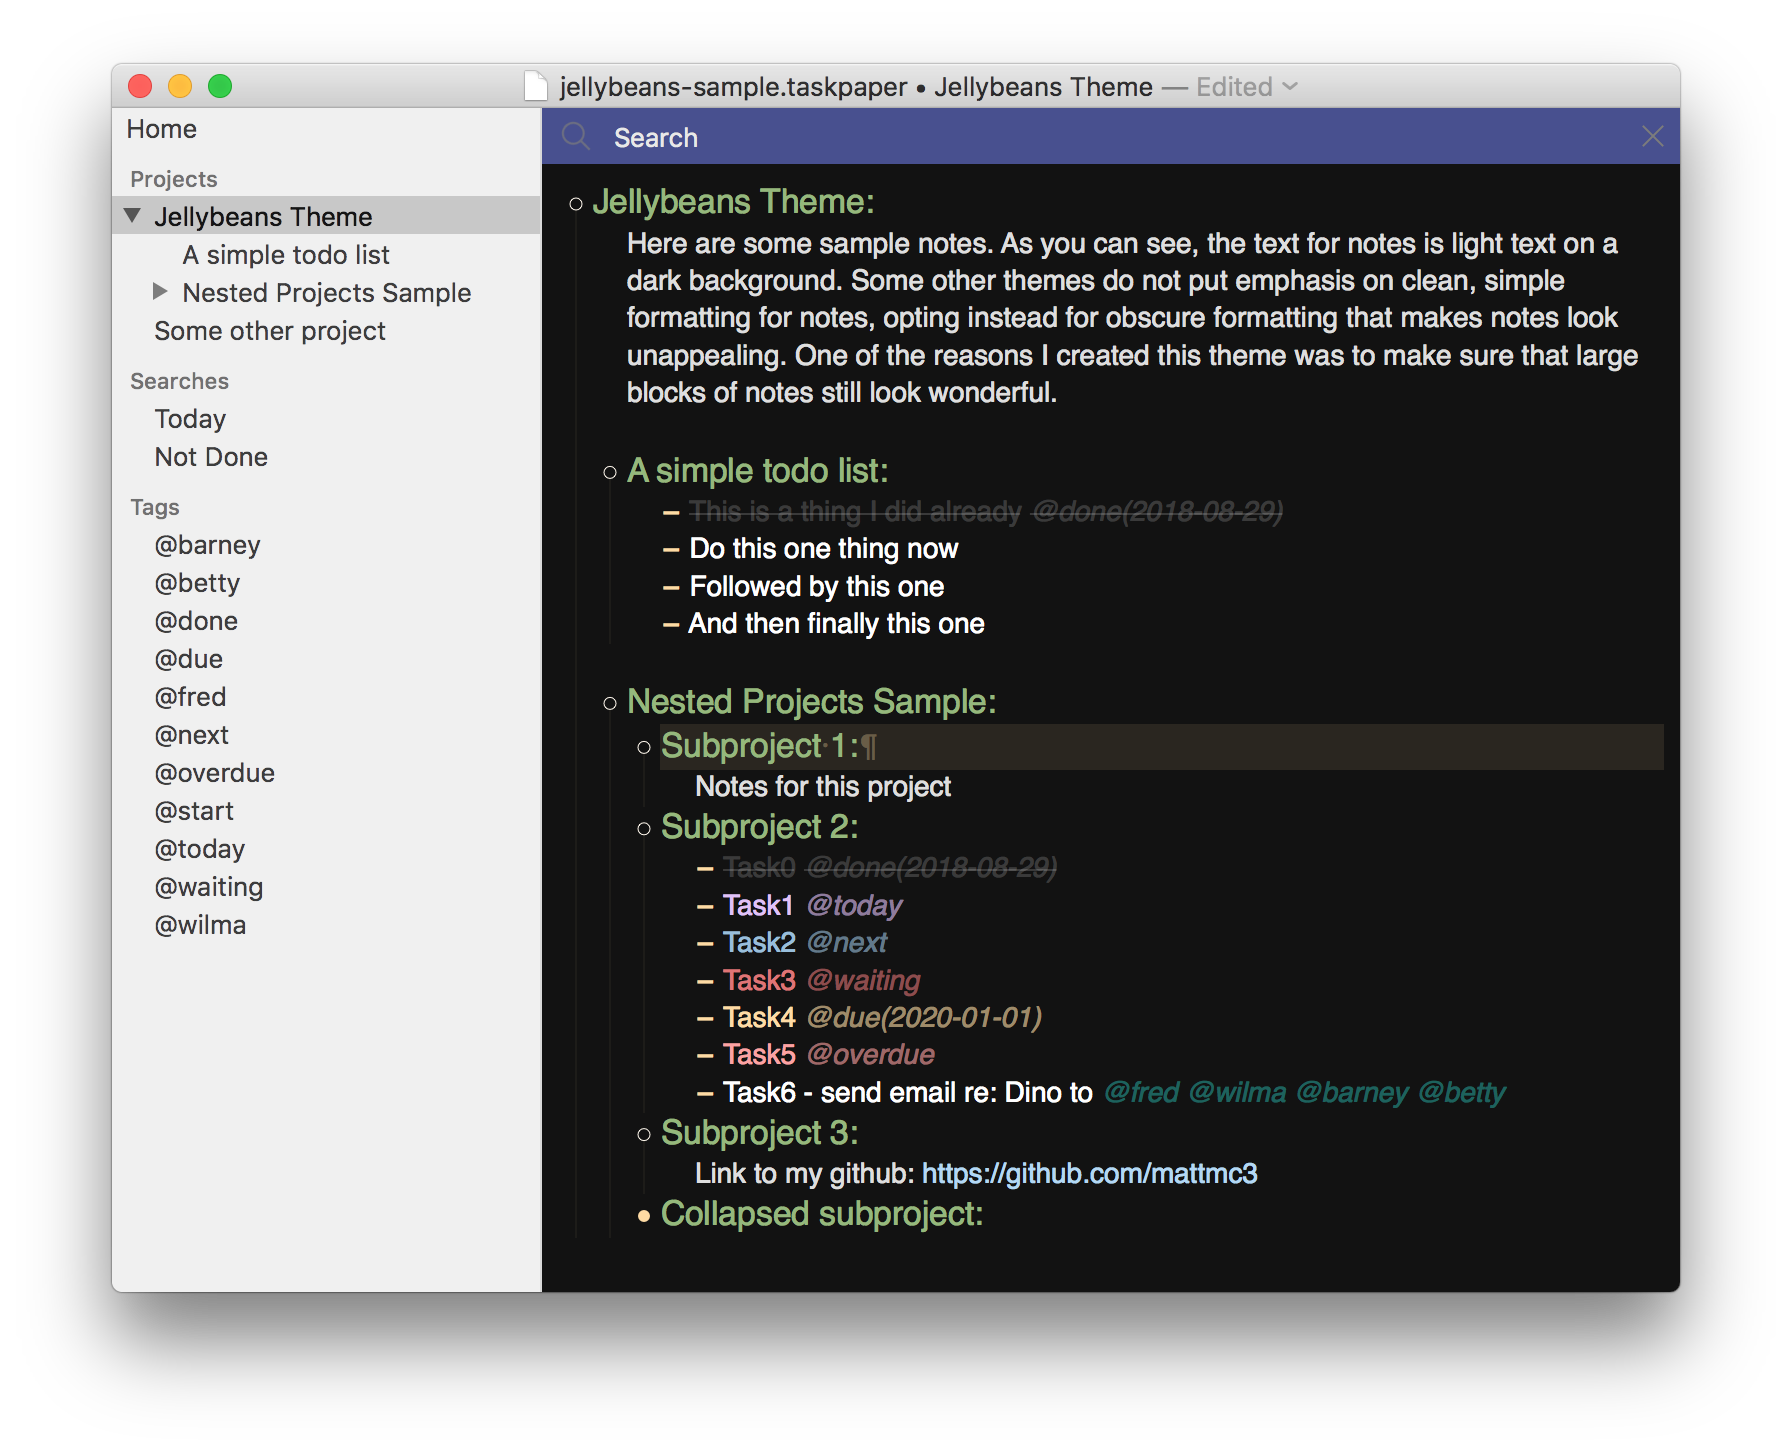 jellybeans-sample.taskpaper • Jellybeans Theme — Edited
Home
Projects
Jellybeans Theme
A simple todo list
Nested Projects Sample
Some other project
Searches
Today
Not Done
Tags
@barney
@betty
@done
@due
@fred
@next
@overdue
@start
@today
@waiting
@wilma
Search
Jellybeans Theme:
Here are some sample notes. As you can see, the text for notes is light text on a
dark background. Some other themes do not put emphasis on clean, simple
formatting for notes, opting instead for obscure formatting that makes notes look
unappealing. One of the reasons I created this theme was to make sure that large
blocks of notes still look wonderful.
A simple todo list:
– This is a thing I did already @done(2018-08-29)
– Do this one thing now
– Followed by this one
– And then finally this one
Nested Projects Sample:
Subproject·1:¶
Notes for this project
Subproject 2:
– Task0 @done(2018-08-29)
– Task1 @today
– Task2 @next
– Task3 @waiting
– Task4 @due(2020-01-01)
– Task5 @overdue
– Task6 - send email re: Dino to @fred @wilma @barney @betty
Subproject 3:
Link to my github: https://github.com/mattmc3
Collapsed subproject: